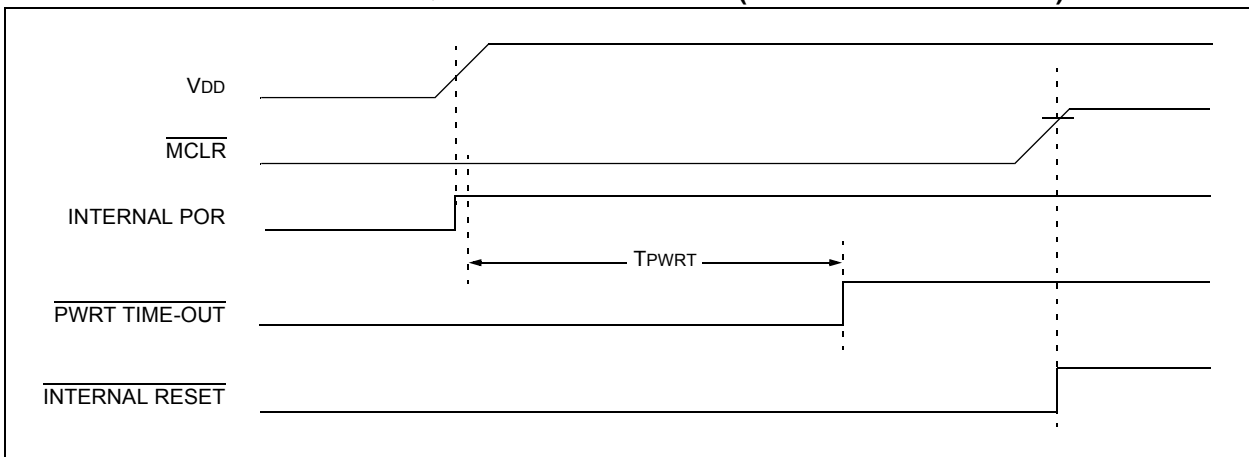 VDD
MCLR
INTERNAL POR
TPWRT
PWRT TIME-OUT
INTERNAL RESET